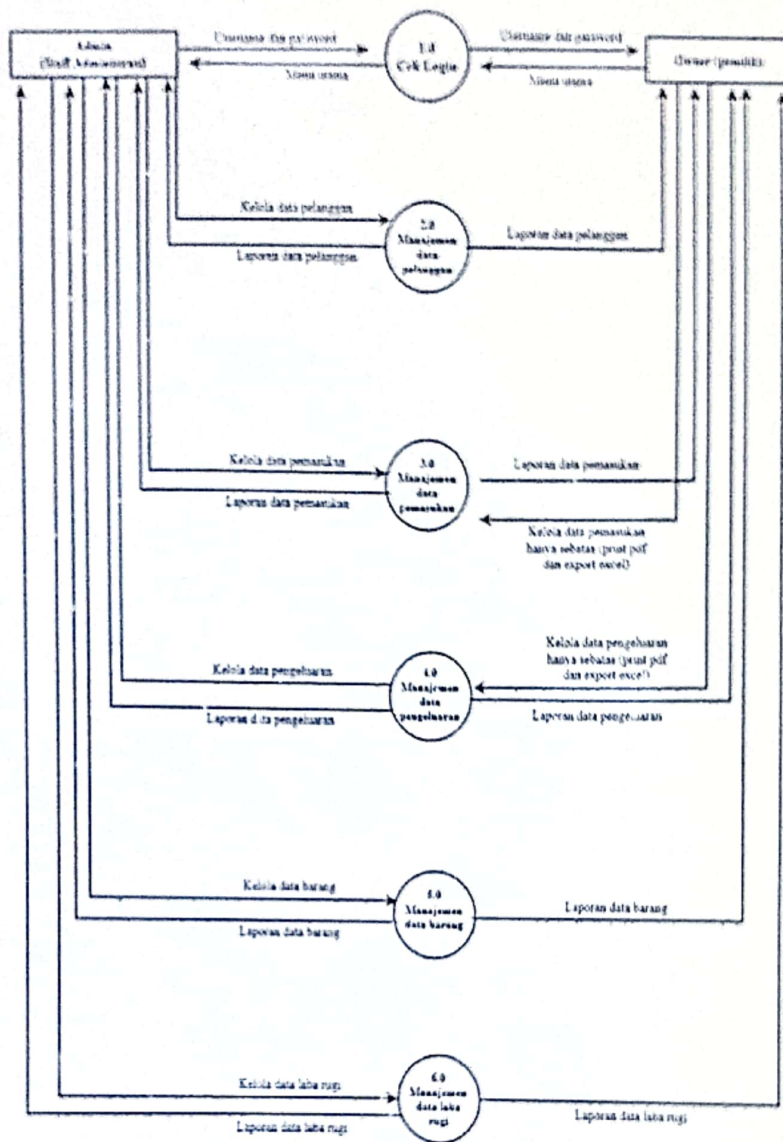 Admin
(Staff Administrasi)
Username dan password
Menu utama
1.0
Cek Login
Username dan password
Menu utama
Owner (pemilik)
Kelola data pelanggan
Laporan data pelanggan
2.0
Manajemen
data
pelanggan
Laporan data pelanggan
Kelola data pemasukan
Laporan data pemasukan
3.0
Manajemen
data
pemasukan
Laporan data pemasukan
Kelola data pemasukan
hanya sebatas (print pdf
dan export excel)
Kelola data pengeluaran
Laporan data pengeluaran
4.0
Manajemen
data
pengeluaran
Kelola data pengeluaran
hanya sebatas (print pdf
dan export excel)
Laporan data pengeluaran
Kelola data barang
Laporan data barang
5.0
Manajemen
data barang
Laporan data barang
Kelola data laba rugi
Laporan data laba rugi
6.0
Manajemen
data laba
rugi
Laporan data laba rugi